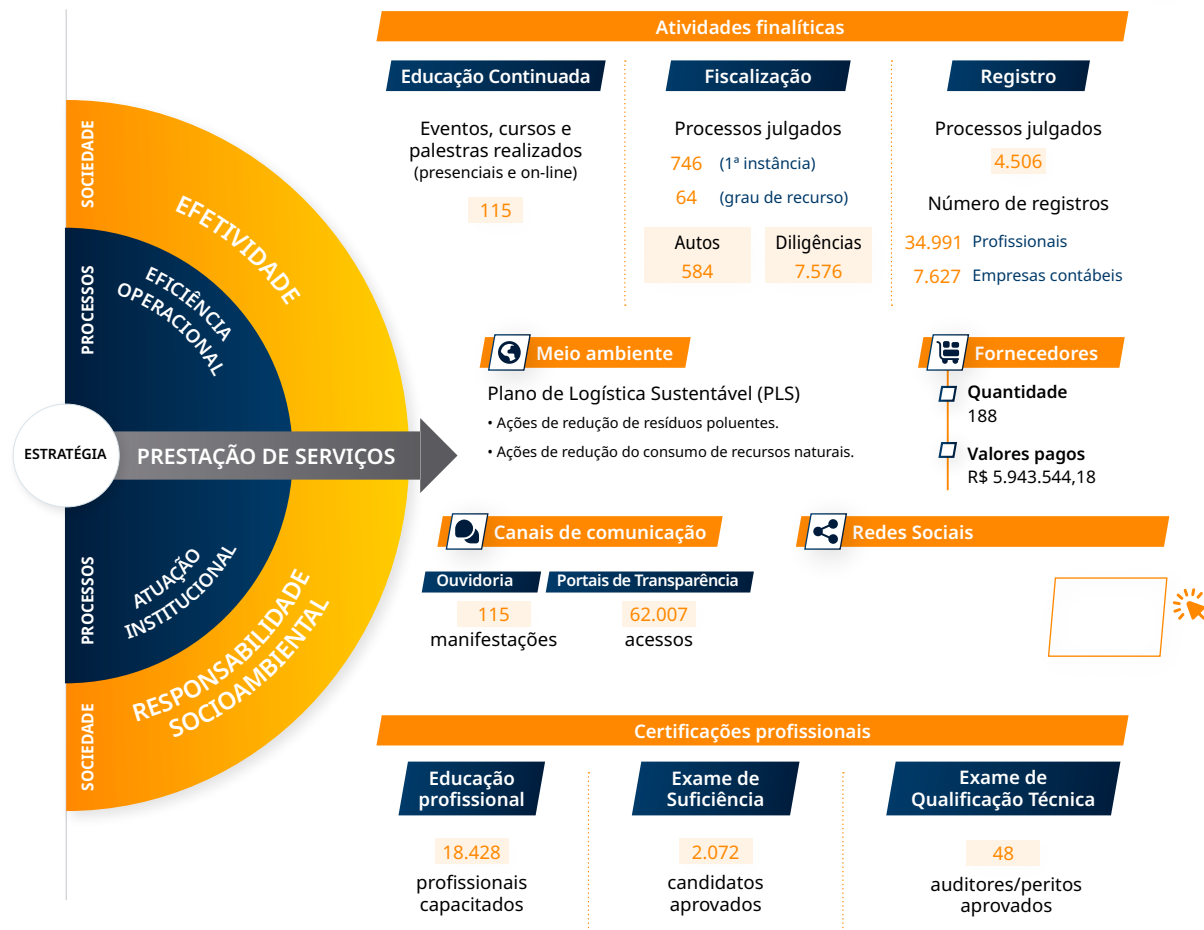 SOCIEDADE
EFETIVIDADE
PROCESSOS
EFICIÊNCIA
OPERACIONAL
ESTRATÉGIA
PRESTAÇÃO DE SERVIÇOS
PROCESSOS
ATUAÇÃO
INSTITUCIONAL
SOCIEDADE
RESPONSABILIDADE
SOCIOAMBIENTAL
Atividades finalíticas
Educação Continuada
Eventos, cursos e
palestras realizados
(presenciais e on-line)
115
Fiscalização
Processos julgados
746 (1ª instância)
64 (grau de recurso)
Autos
584
Diligências
7.576
Registro
Processos julgados
4.506
Número de registros
34.991 Profissionais
7.627 Empresas contábeis
Meio ambiente
Plano de Logística Sustentável (PLS)
• Ações de redução de resíduos poluentes.
• Ações de redução do consumo de recursos naturais.
Fornecedores
Quantidade
188
Valores pagos
R$ 5.943.544,18
Canais de comunicação
Ouvidoria
115
manifestações
Portais de Transparência
62.007
acessos
Redes Sociais
Certificações profissionais
Educação
profissional
18.428
profissionais
capacitados
Exame de
Suficiência
2.072
candidatos
aprovados
Exame de
Qualificação Técnica
48
auditores/peritos
aprovados